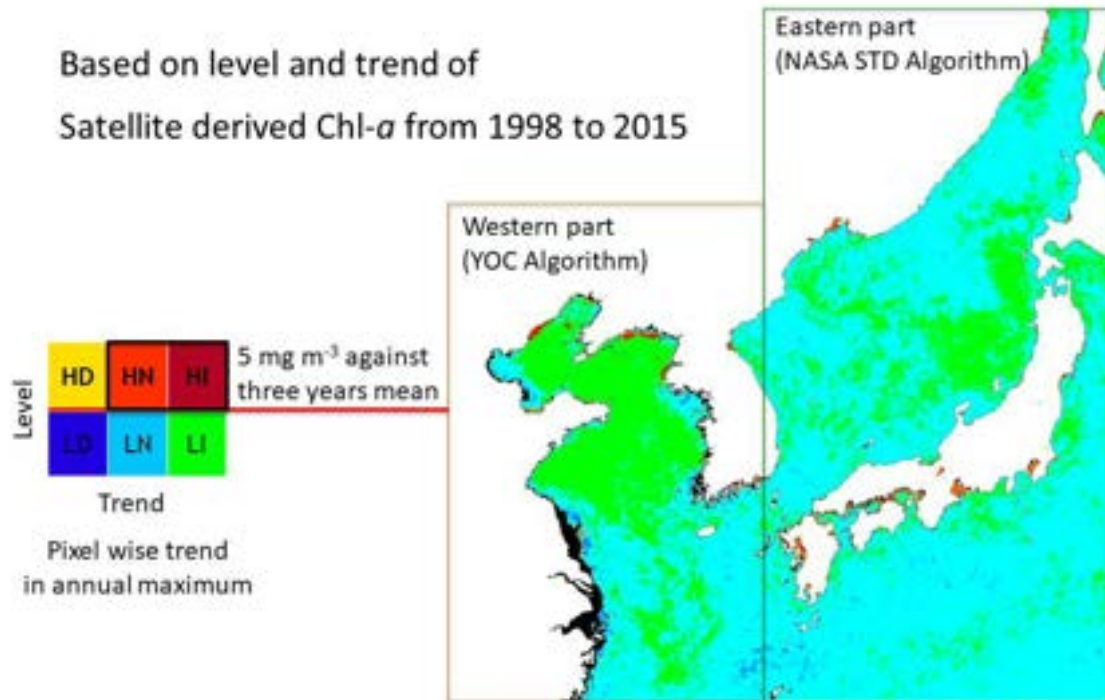 Based on level and trend of
Satellite derived Chl-a from 1998 to 2015
Eastern part
(NASA STD Algorithm)
Western part
(YOC Algorithm)
Level
HD HN HI
LD LN LI
5 mg m⁻³ against
three years mean
Trend
Pixel wise trend
in annual maximum